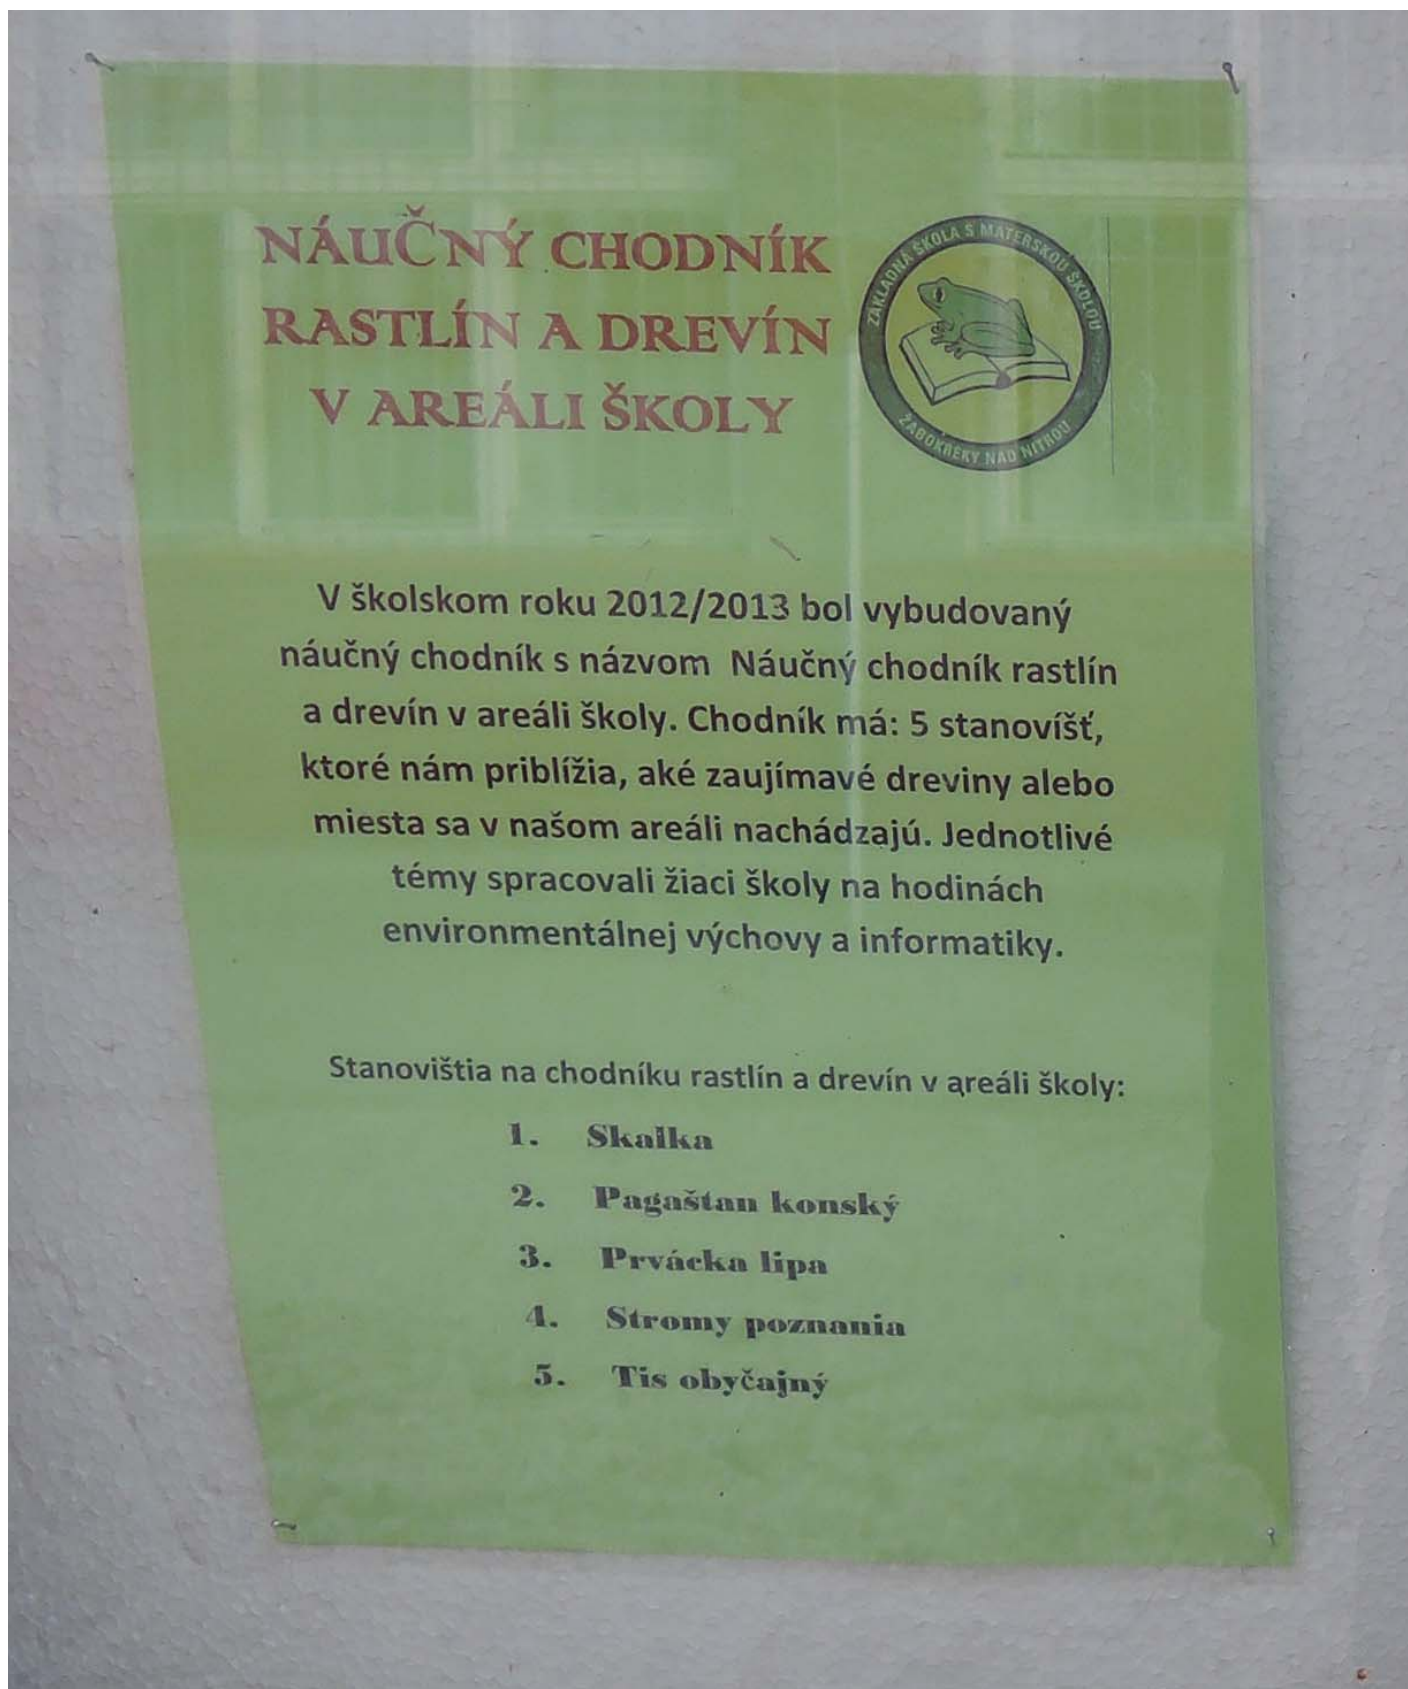 NÁUČNÝ CHODNÍK
RASTLÍN A DREVÍN
V AREÁLI ŠKOLY
ZÁKLADNÁ ŠKOLA S MATERSKOU ŠKOLOU
ŽABOKREKY NAD NITROU
V školskom roku 2012/2013 bol vybudovaný
náučný chodník s názvom Náučný chodník rastlín
a drevín v areáli školy. Chodník má: 5 stanovíšť,
ktoré nám priblížia, aké zaujímavé dreviny alebo
miesta sa v našom areáli nachádzajú. Jednotlivé
témy spracovali žiaci školy na hodinách
environmentálnej výchovy a informatiky.
Stanovištia na chodníku rastlín a drevín v areáli školy:
1. Skalka
2. Pagaštan konský
3. Prvácka lipa
4. Stromy poznania
5. Tis obyčajný